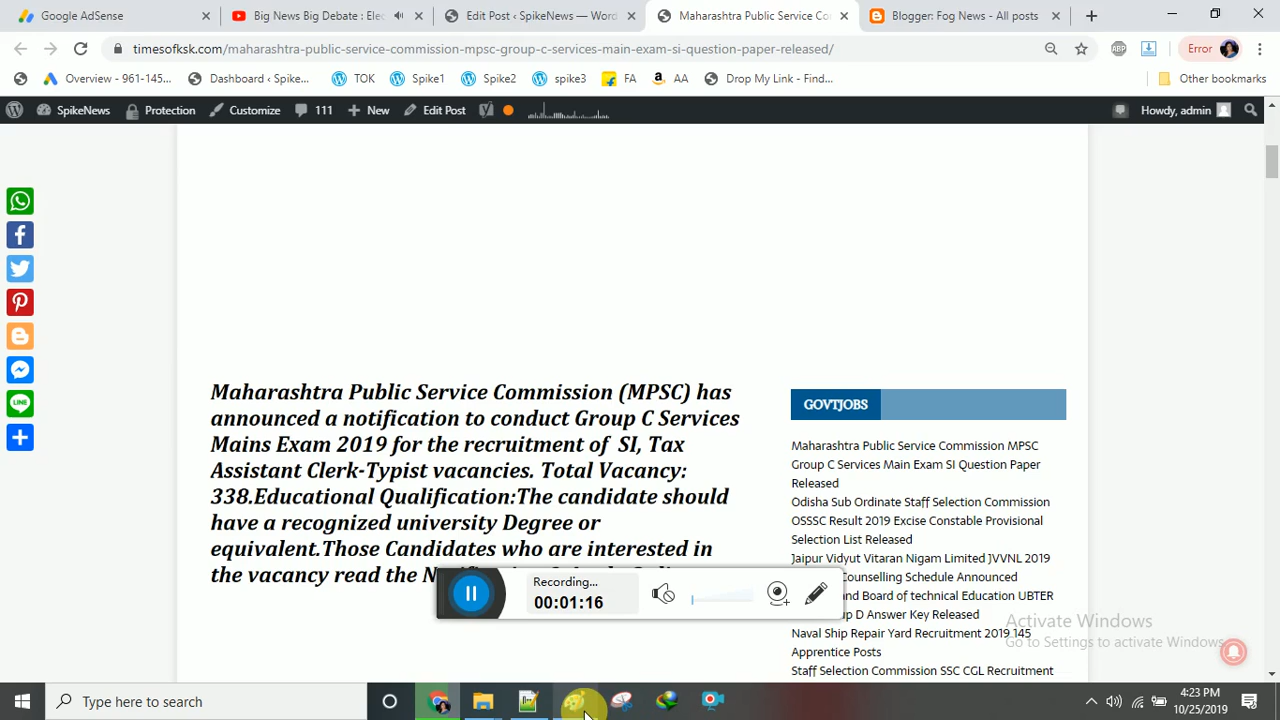 Google AdSense
Big News Big Debate : Elec
Edit Post ‹ SpikeNews — Word
Maharashtra Public Service Co
Blogger: Fog News - All posts
timesofksk.com/maharashtra-public-service-commission-mpsc-group-c-services-main-exam-si-question-paper-released/
ABP
Error
Overview - 961-145...
Dashboard ‹ Spike...
TOK
Spike1
Spike2
spike3
FA
AA
Drop My Link - Find...
Other bookmarks
SpikeNews
Protection
Customize
111
New
Edit Post
Howdy, admin
Maharashtra Public Service Commission (MPSC) has
announced a notification to conduct Group C Services
Mains Exam 2019 for the recruitment of SI, Tax
Assistant Clerk-Typist vacancies. Total Vacancy:
338.Educational Qualification:The candidate should
have a recognized university Degree or
equivalent.Those Candidates who are interested in
the vacancy read the
GOVTJOBS
Maharashtra Public Service Commission MPSC
Group C Services Main Exam SI Question Paper
Released
Odisha Sub Ordinate Staff Selection Commission
OSSSC Result 2019 Excise Constable Provisional
Selection List Released
Jaipur Vidyut Vitaran Nigam Limited JVVNL 2019
Counselling Schedule Announced
and Board of technical Education UBTER
p D Answer Key Released
Naval Ship Repair Yard Recruitment 2019 145
Apprentice Posts
Staff Selection Commission SSC CGL Recruitment
Recording...
00:01:16
Activate Windows
Go to Settings to activate Windows.
Type here to search
4:23 PM
10/25/2019